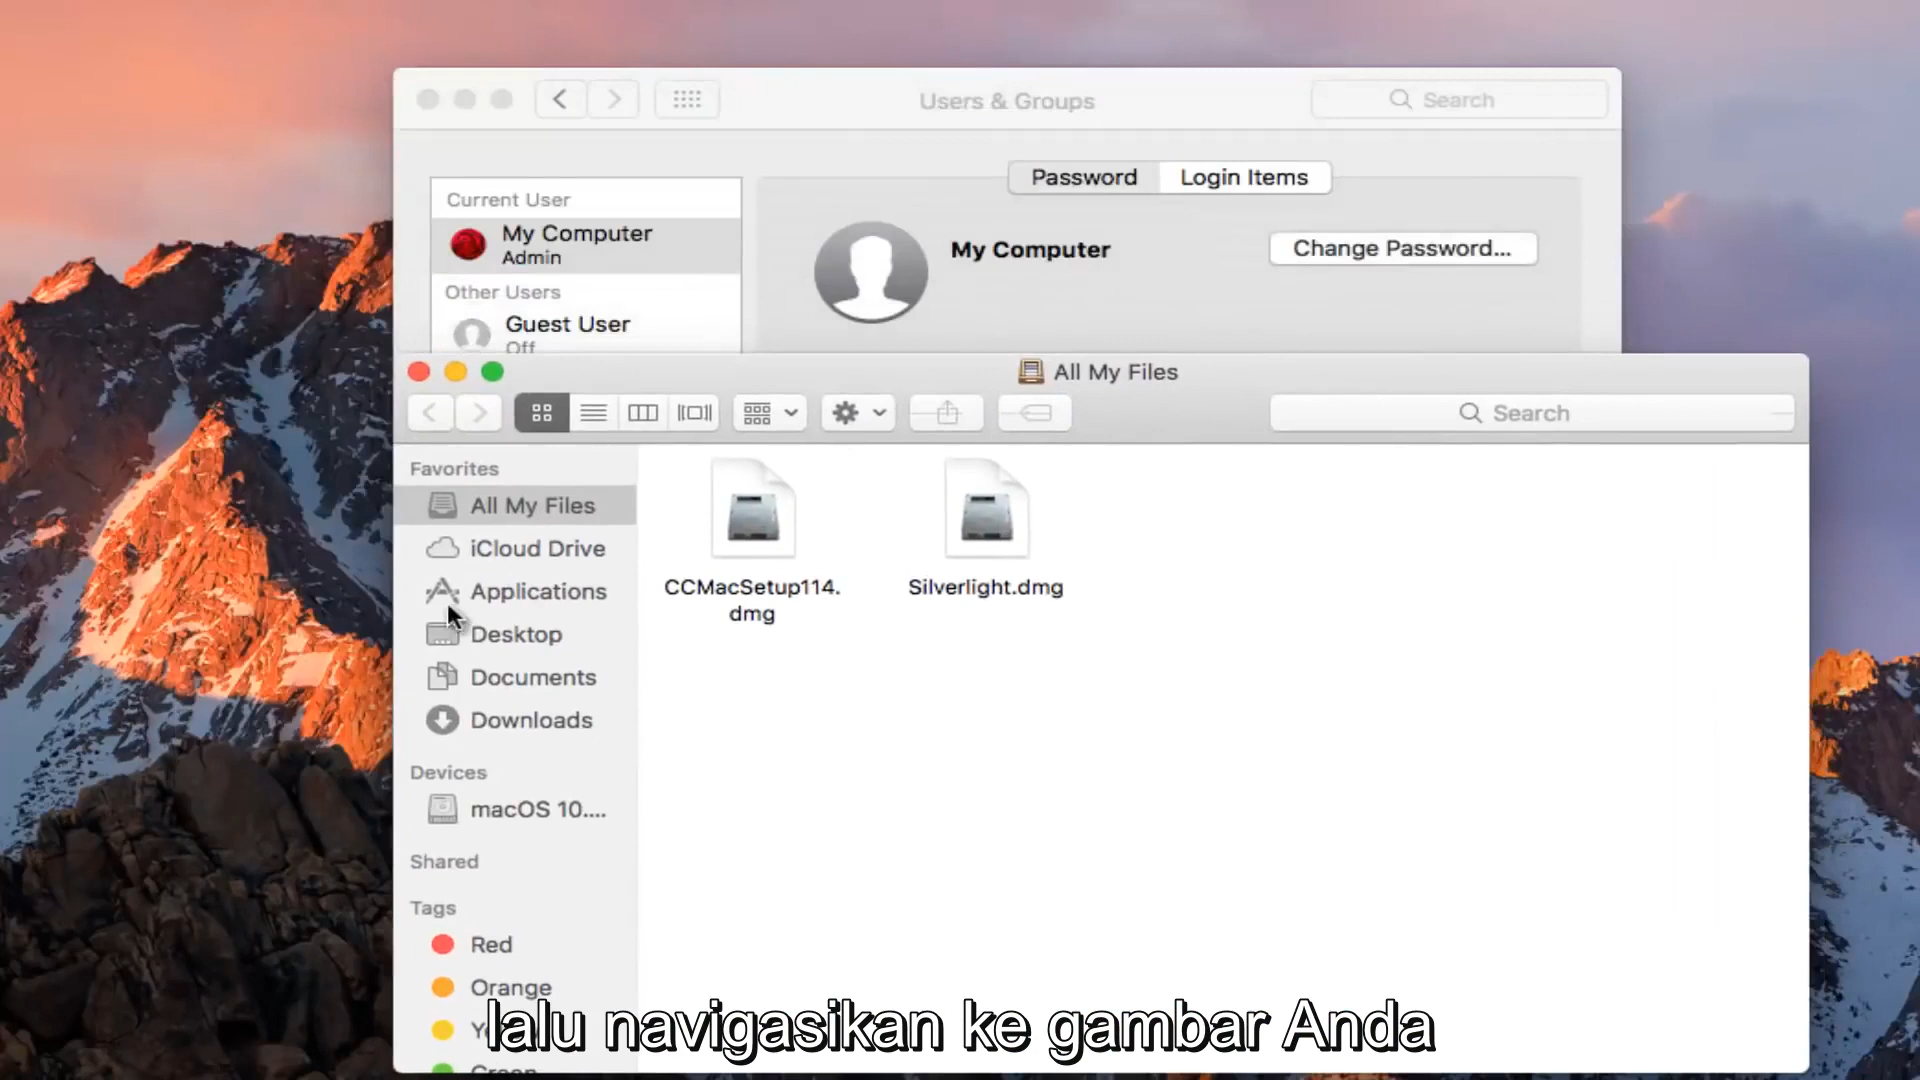 Users & Groups
Search
Password
Login Items
Current User
My Computer
Admin
My Computer
Change Password...
Other Users
Guest User
Off
All My Files
Search
Favorites
All My Files
iCloud Drive
Applications
Desktop
Documents
Downloads
CCMacSetup114.
dmg
Silverlight.dmg
Devices
macOS 10....
Shared
Tags
Red
Orange
lalu navigasikan ke gambar Anda